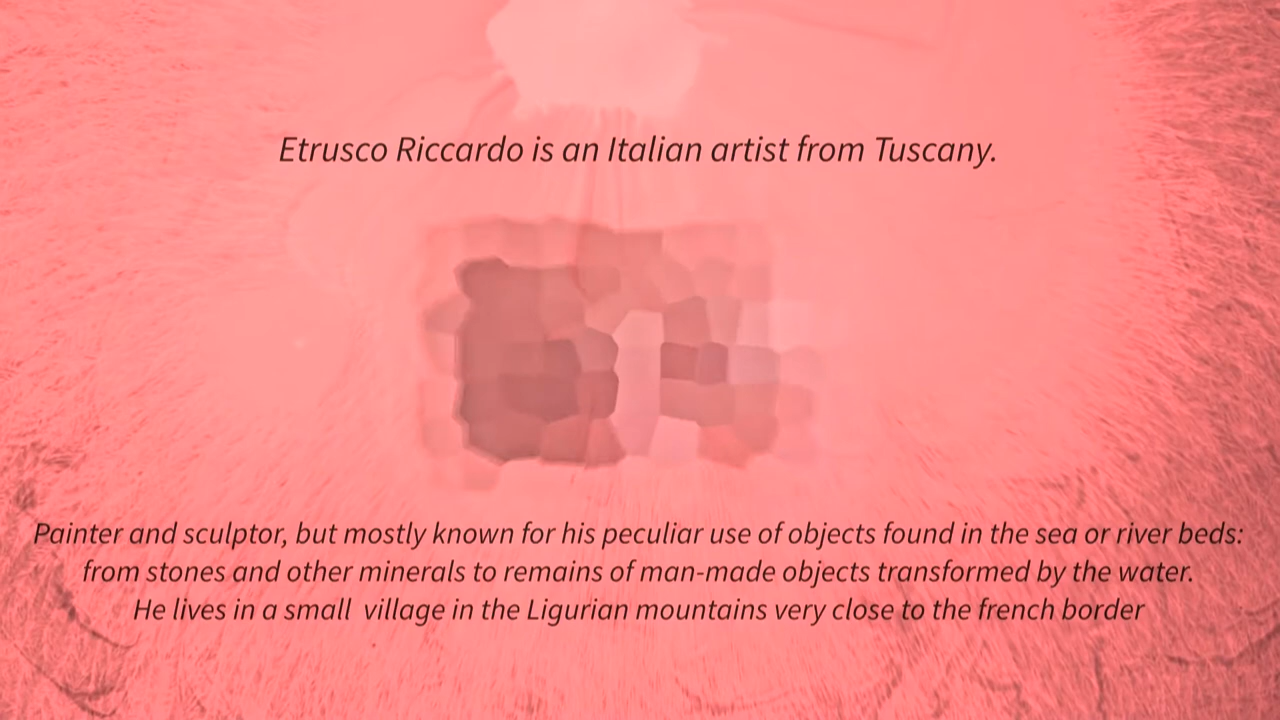 Etrusco Riccardo is an Italian artist from Tuscany.
Painter and sculptor, but mostly known for his peculiar use of objects found in the sea or river beds:
from stones and other minerals to remains of man-made objects transformed by the water.
He lives in a small  village in the Ligurian mountains very close to the french border